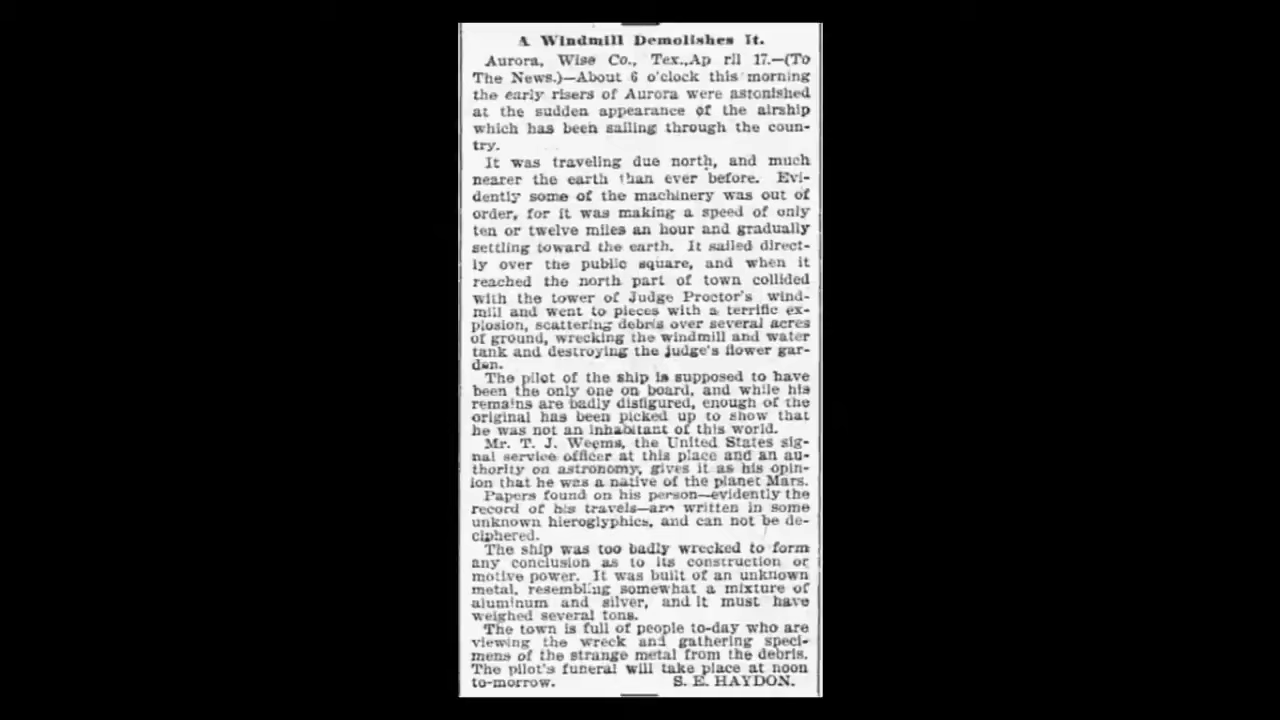 A Windmill Demolishes It.
Aurora, Wise Co., Tex.,Ap ril 17.—(To
The News.)—About 6 o'clock this morning
the early risers of Aurora were astonished
at the sudden appearance of the airship
which has been sailing through the coun-
try.
It was traveling due north, and much
nearer the earth than ever before. Evi-
dently some of the machinery was out of
order, for it was making a speed of only
ten or twelve miles an hour and gradually
settling toward the earth. It sailed direct-
ly over the public square, and when it
reached the north part of town collided
with the tower of Judge Proctor's wind-
mill and went to pieces with a terrific ex-
plosion, scattering debris over several acres
of ground, wrecking the windmill and water
tank and destroying the judge's flower gar-
den.
The pilot of the ship is supposed to have
been the only one on board, and while his
remains are badly disfigured, enough of the
original has been picked up to show that
he was not an inhabitant of this world.
Mr. T. J. Weems, the United States sig-
nal service officer at this place and an au-
thority on astronomy, gives it as his opin-
ion that he was a native of the planet Mars.
Papers found on his person—evidently the
record of his travels—are written in some
unknown hieroglyphics, and can not be de-
ciphered.
The ship was too badly wrecked to form
any conclusion as to its construction or
motive power. It was built of an unknown
metal, resembling somewhat a mixture of
aluminum and silver, and it must have
weighed several tons.
The town is full of people to-day who are
viewing the wreck and gathering speci-
mens of the strange metal from the debris.
The pilot's funeral will take place at noon
to-morrow. S. E. HAYDON.